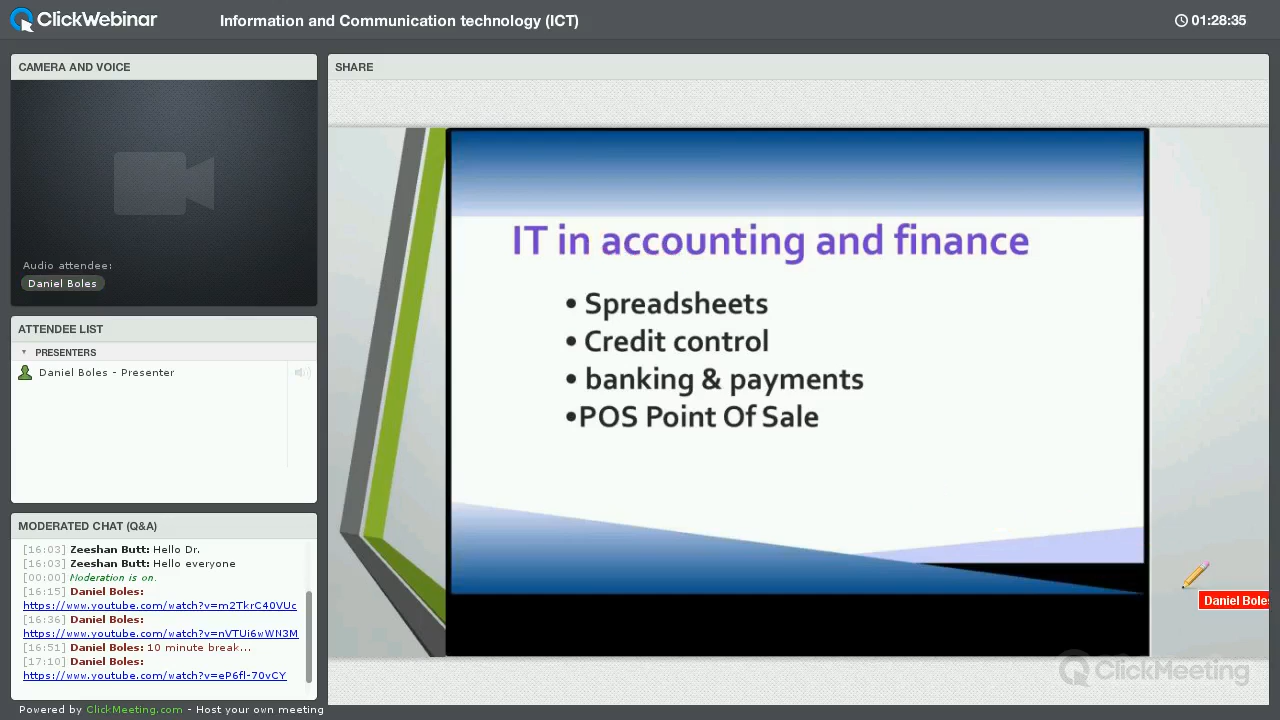 ClickWebinar
Information and Communication technology (ICT)
01:28:35
CAMERA AND VOICE
Audio attendee:
Daniel Boles
ATTENDEE LIST
PRESENTERS
Daniel Boles - Presenter
MODERATED CHAT (Q&A)
[16:03] Zeeshan Butt: Hello Dr.
[16:03] Zeeshan Butt: Hello everyone
[00:00] Moderation is on.
[16:15] Daniel Boles:
https://www.youtube.com/watch?v=m2TkrC40VUc
[16:36] Daniel Boles:
https://www.youtube.com/watch?v=nVTUi6wWN3M
[16:51] Daniel Boles: 10 minute break...
[17:10] Daniel Boles:
https://www.youtube.com/watch?v=eP6fl-70vCY
Powered by ClickMeeting.com - Host your own meeting
SHARE
IT in accounting and finance
• Spreadsheets
• Credit control
• banking & payments
•POS Point Of Sale
Daniel Boles
ClickMeeting